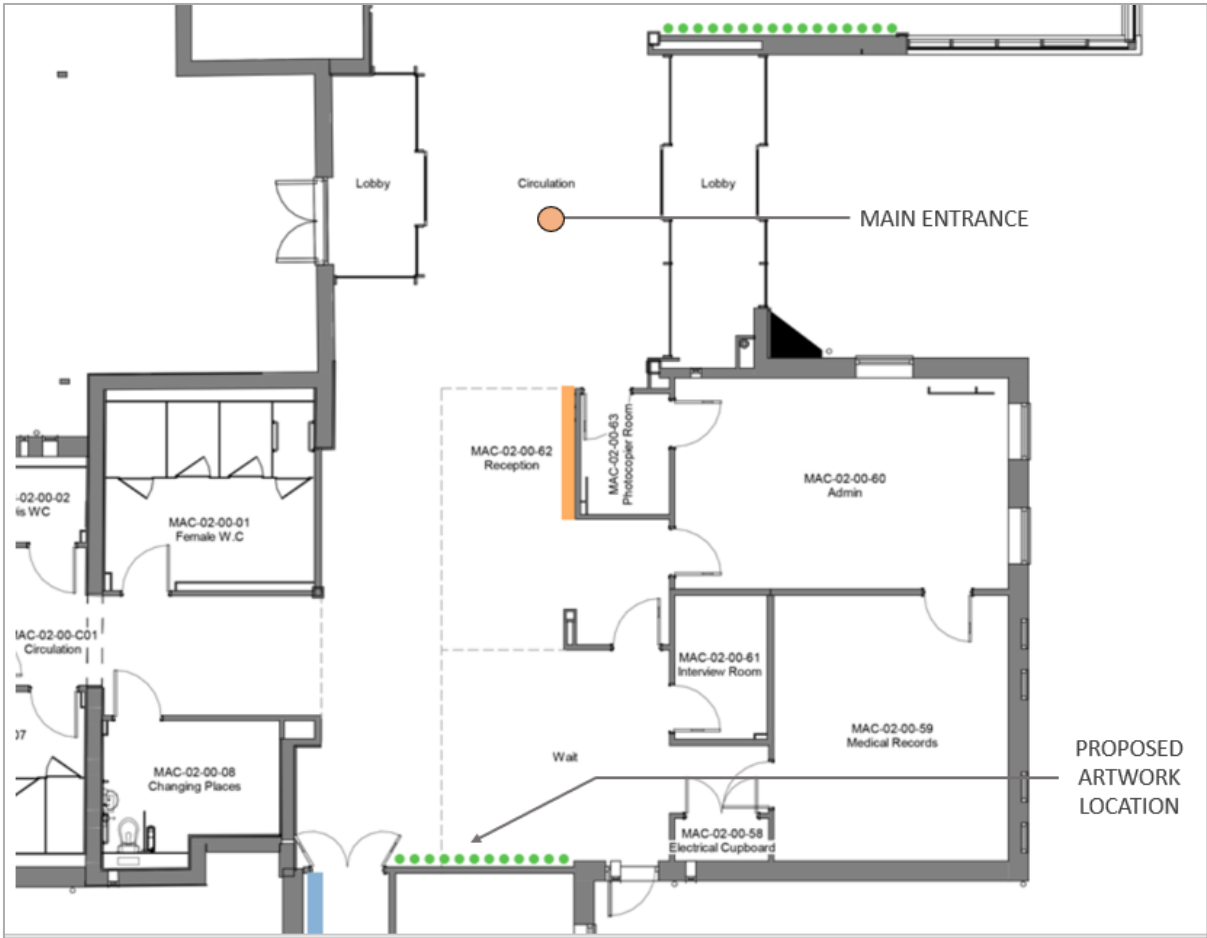 Lobby
Circulation
Lobby
MAIN ENTRANCE
MAC-02-00-62
Reception
MAC-02-00-63
Photocopier Room
MAC-02-00-60
Admin
-02-00-02
is WC
MAC-02-00-01
Female W.C
MAC-02-00-C01
Circulation
MAC-02-00-61
Interview Room
MAC-02-00-59
Medical Records
07
MAC-02-00-08
Changing Places
Wait
PROPOSED
ARTWORK
LOCATION
MAC-02-00-58
Electrical Cupboard